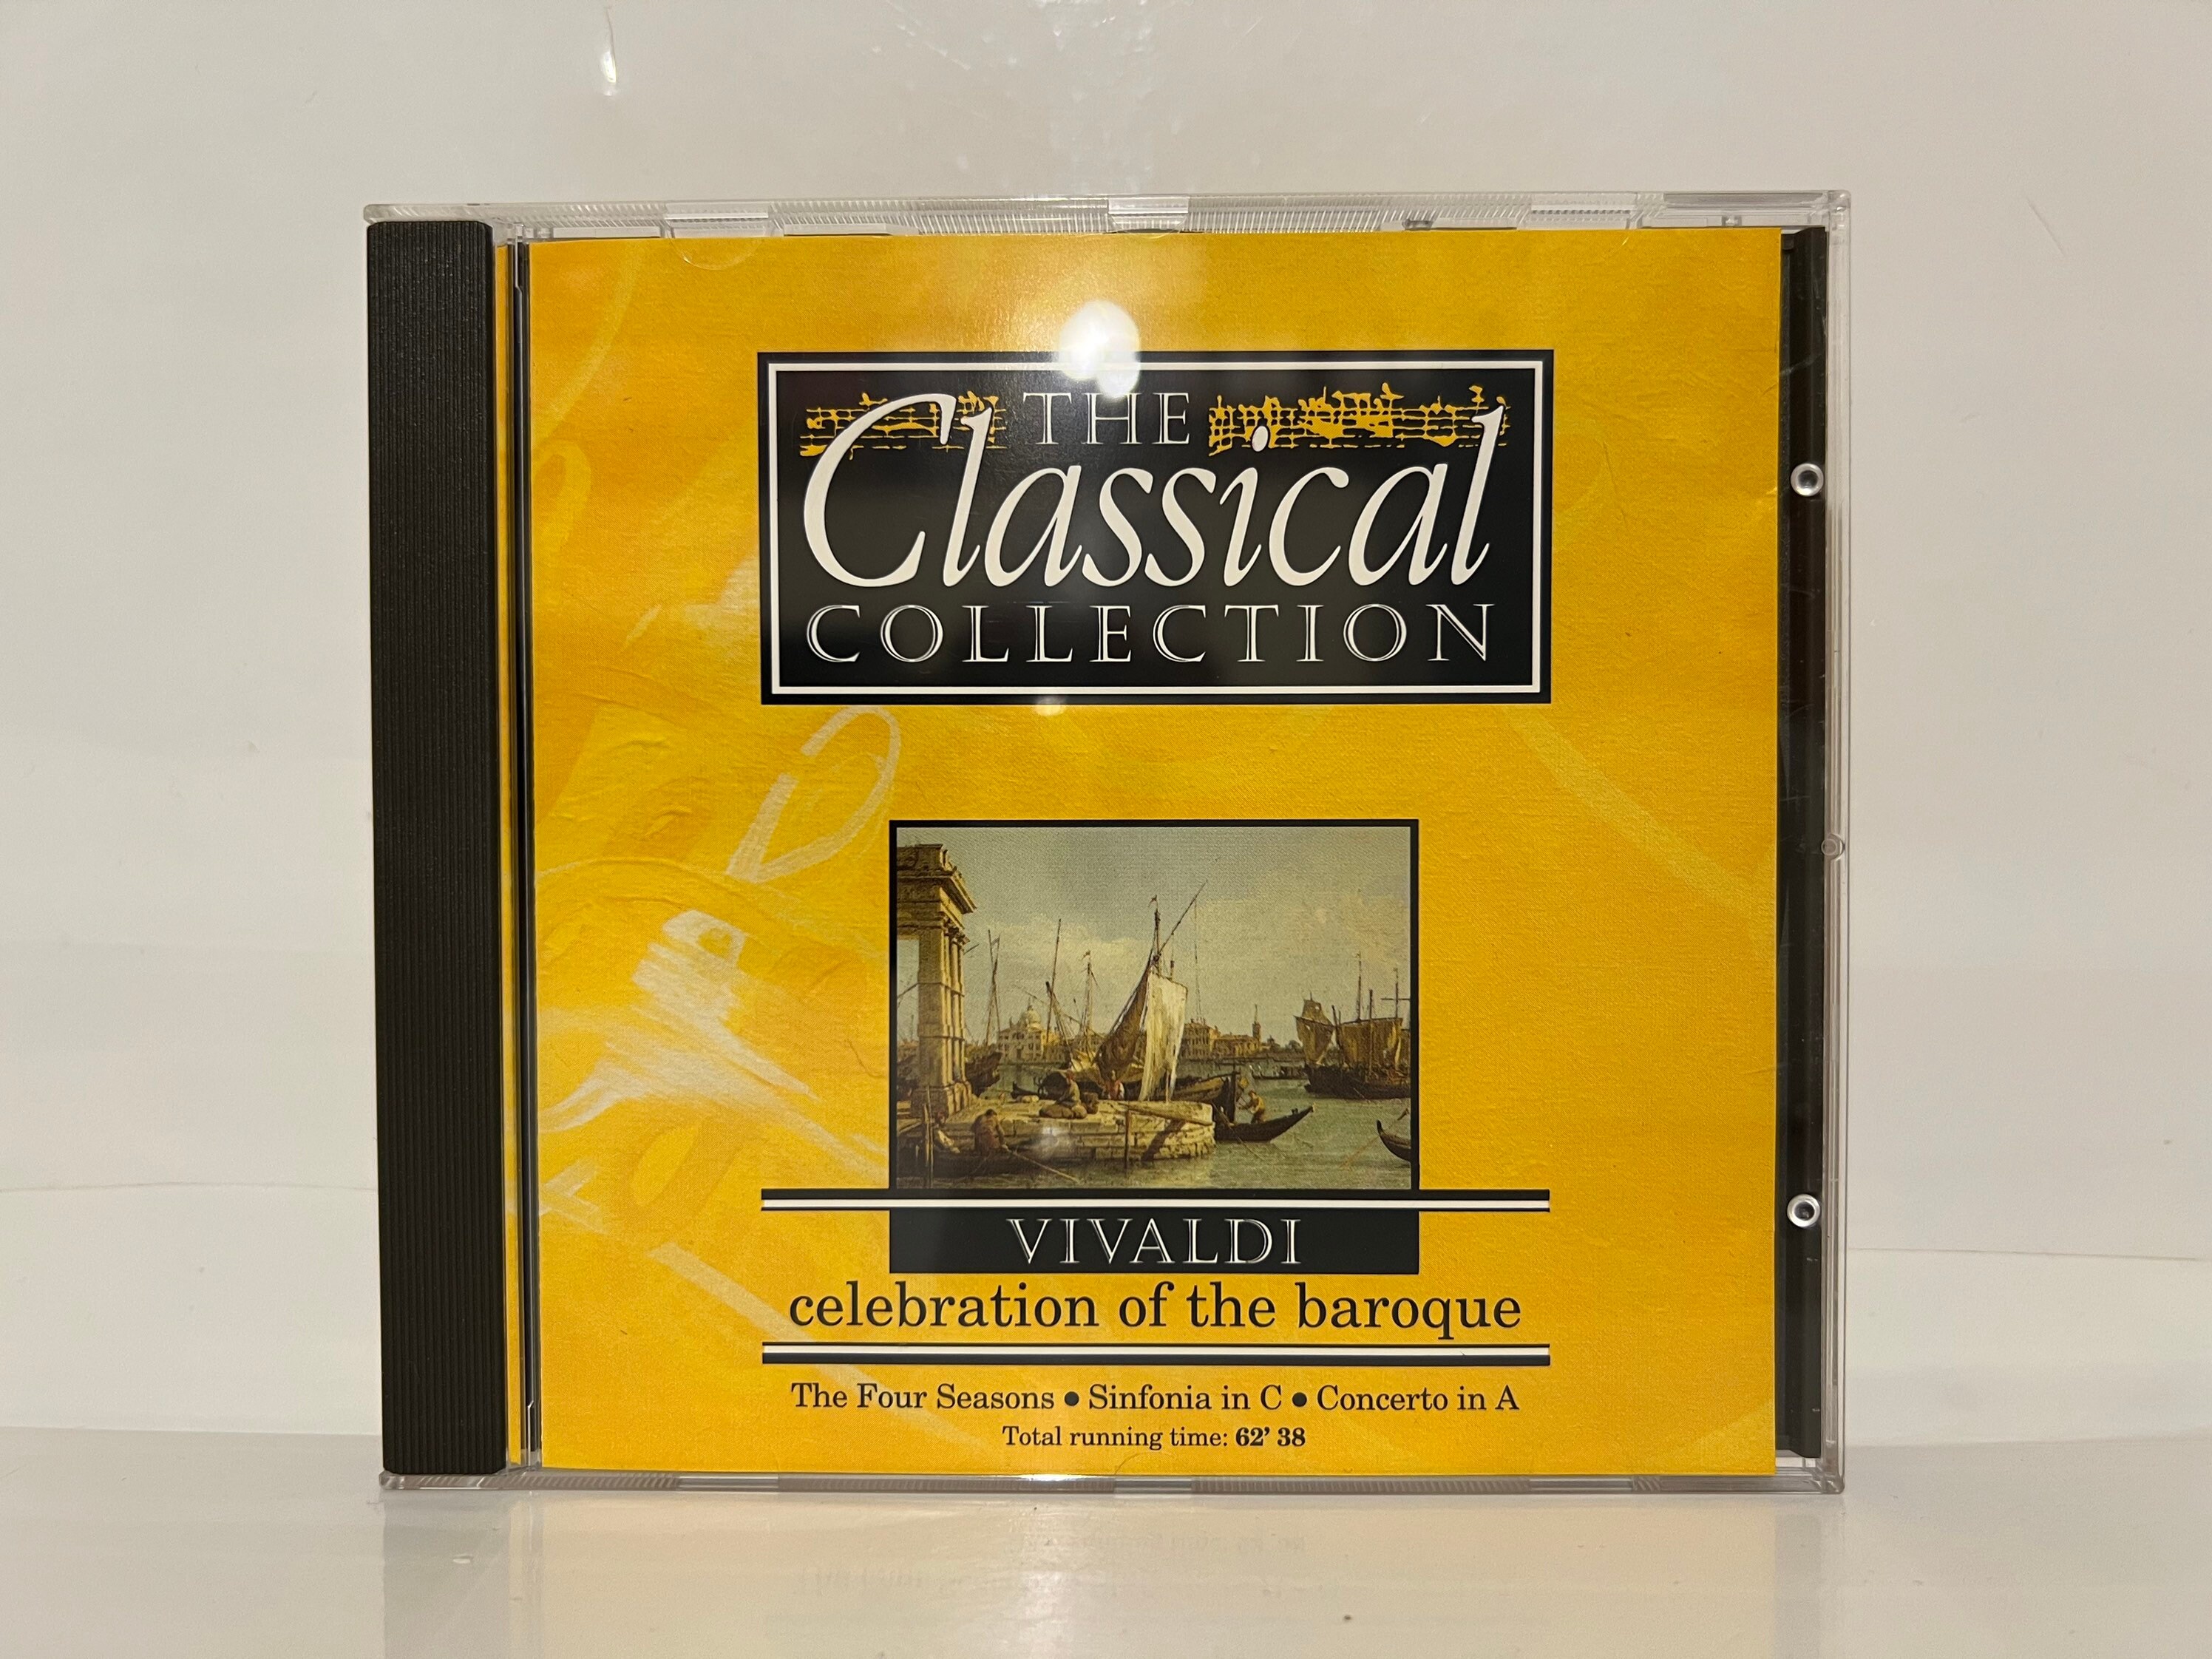 THE
Classical
COLLECTION
VIVALDI
celebration of the baroque
The Four Seasons ● Sinfonia in C ● Concerto in A
Total running time: 62’ 38